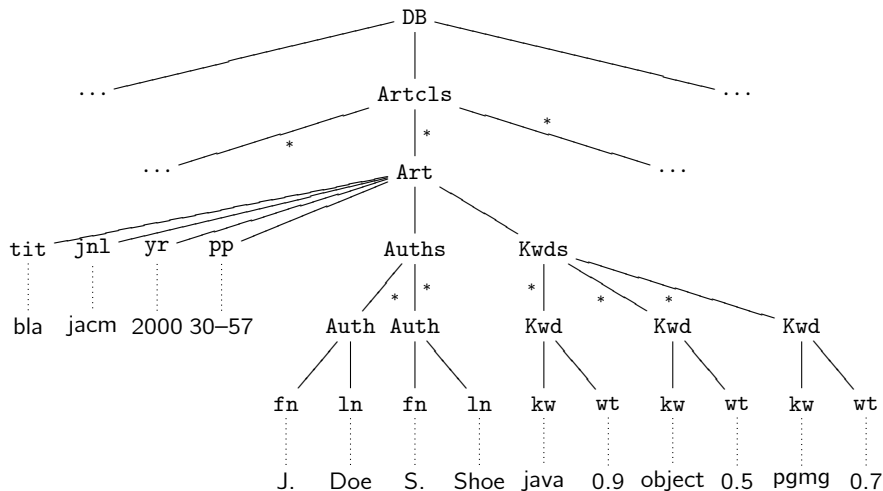 DB
... Artcls ...
* * *
... Art ...
tit jnl yr pp Auths Kwds
* * * * *
bla jacm 2000 30–57 Auth Auth Kwd Kwd Kwd
fn ln fn ln kw wt kw wt kw wt
J. Doe S. Shoe java 0.9 object 0.5 pgmg 0.7